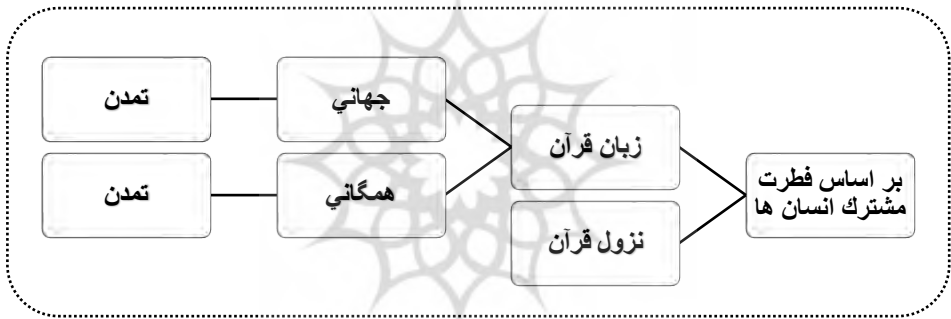 بر اساس فطرت
مشترك انسان ها
زبان قرآن
نزول قرآن
جهاني
همگاني
تمدن
تمدن